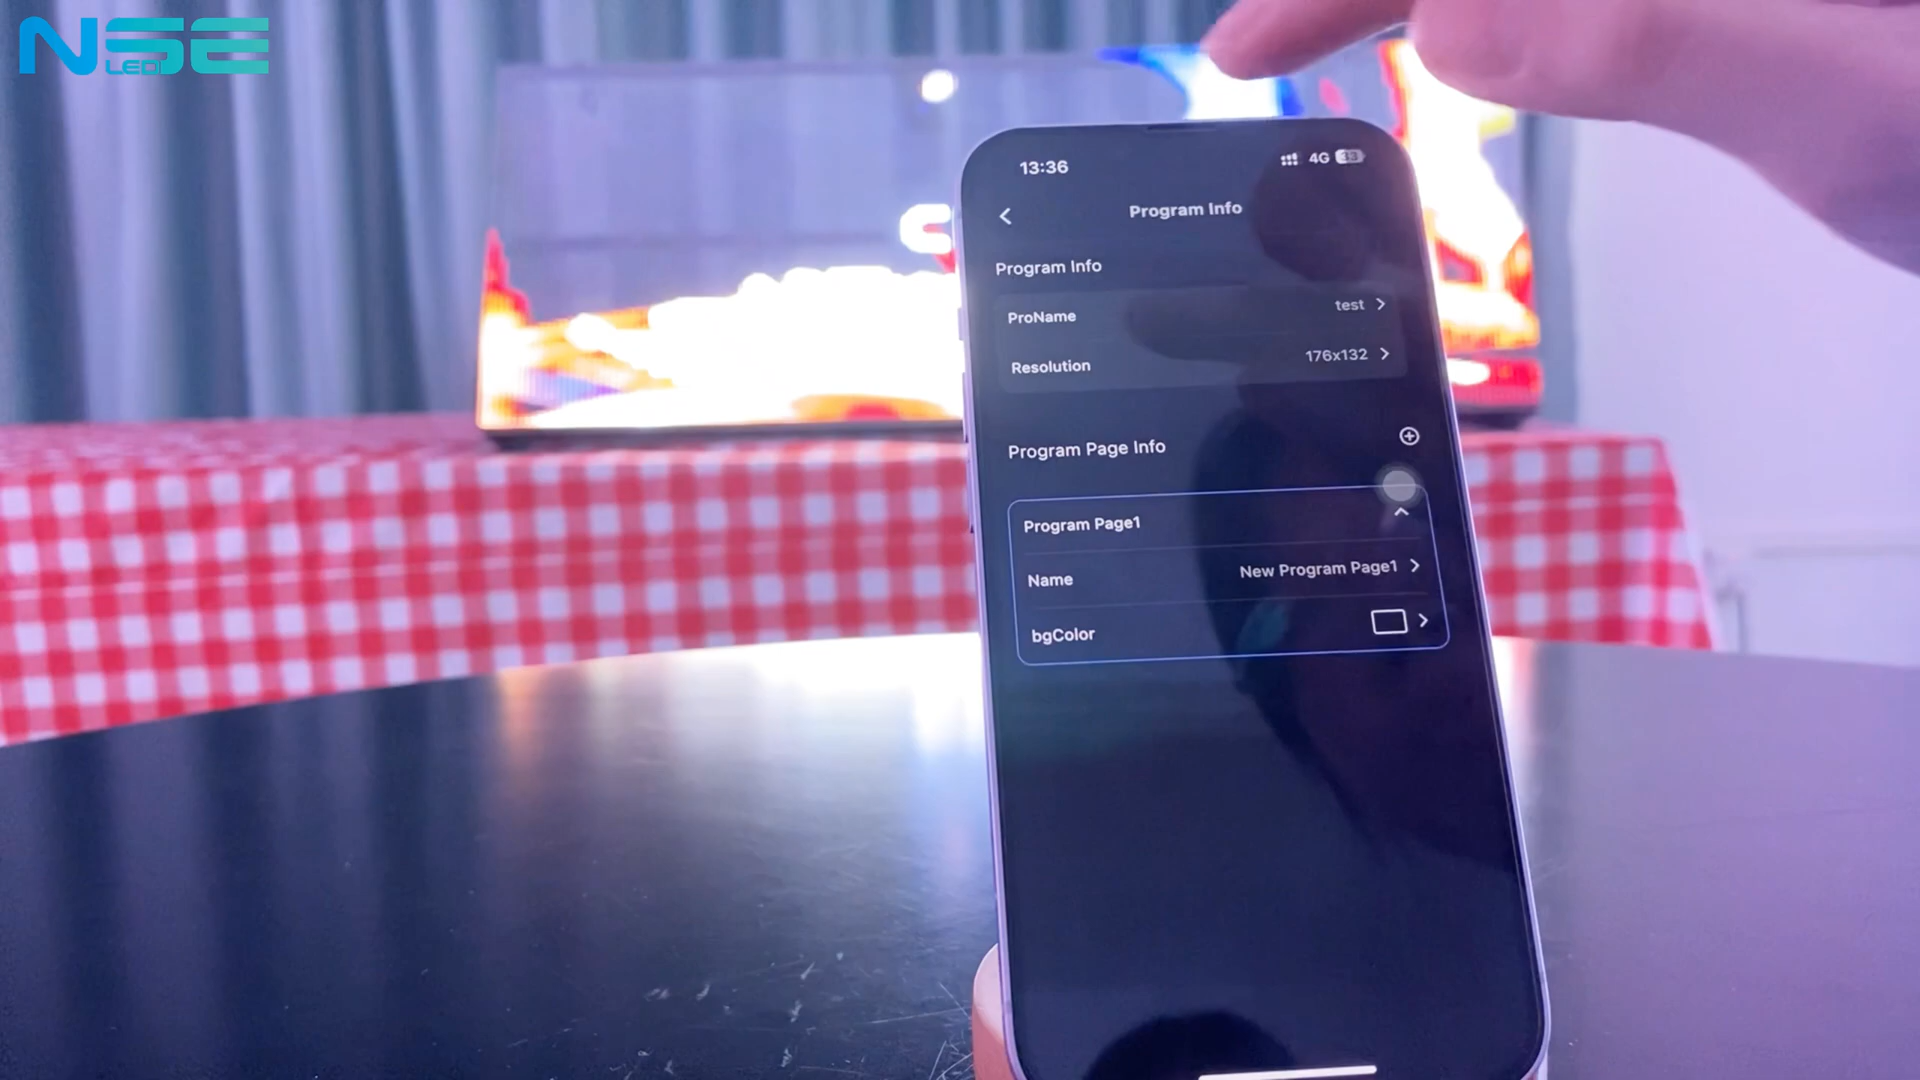 NSE
LED
13:36
4G 33
Program Info
Program Info
ProName test
Resolution 176x132
Program Page Info
Program Page1
Name New Program Page1
bgColor